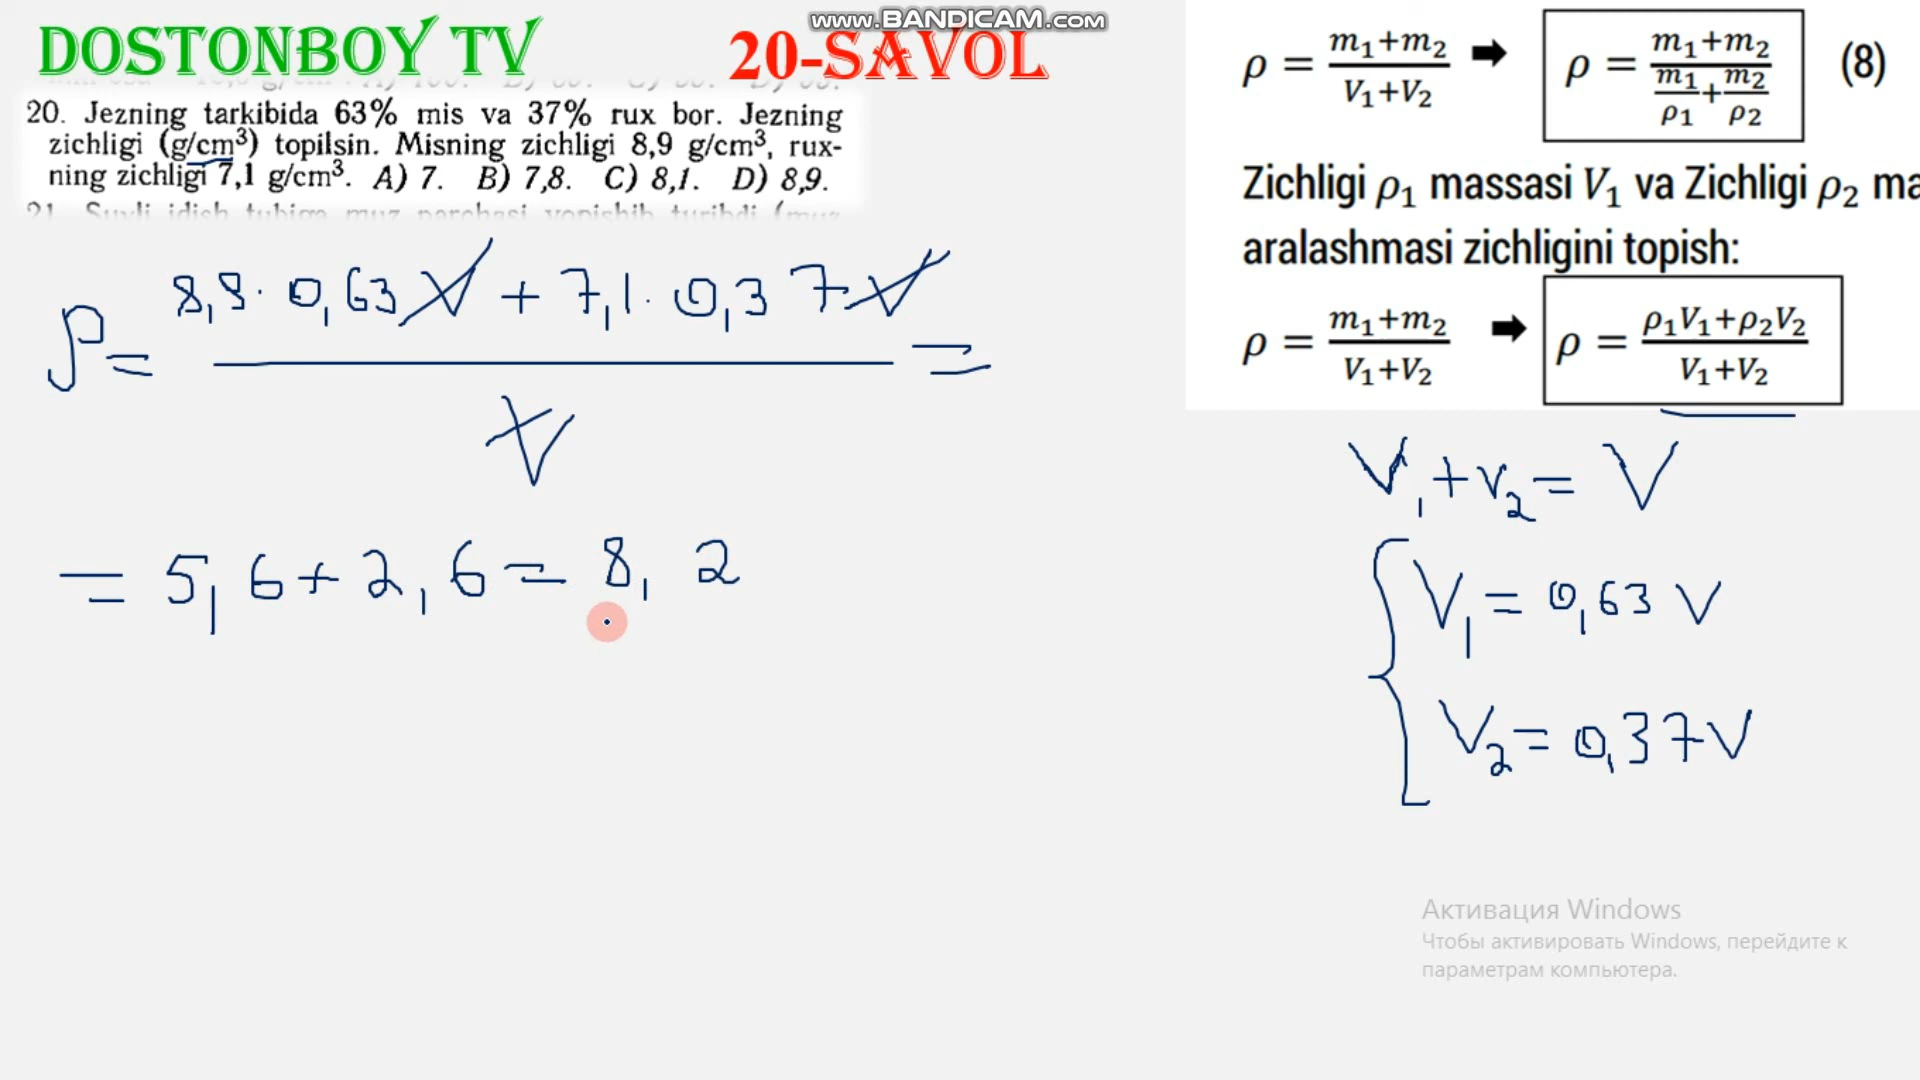 www.BANDICAM.com
DOSTONBOY TV
20-SAVOL
20. Jezning tarkibida 63% mis va 37% rux bor. Jezning
zichligi (g/cm³) topilsin. Misning zichligi 8,9 g/cm³, rux-
ning zichligi 7,1 g/cm³. A) 7. B) 7,8. C) 8,1. D) 8,9.
ρ = (8,9 · 0,63 V + 7,1 · 0,37 V) / V =
= 5,6 + 2,6 = 8,2
ρ = (m₁+m₂)/(V₁+V₂) ➡ ρ = (m₁+m₂)/(m₁/ρ₁+m₂/ρ₂) (8)
Zichligi ρ₁ massasi V₁ va Zichligi ρ₂ ma
aralashmasi zichligini topish:
ρ = (m₁+m₂)/(V₁+V₂) ➡ ρ = (ρ₁V₁+ρ₂V₂)/(V₁+V₂)
V₁+V₂ = V
V₁ = 0,63 V
V₂ = 0,37V
Активация Windows
Чтобы активировать Windows, перейдите к
параметрам компьютера.